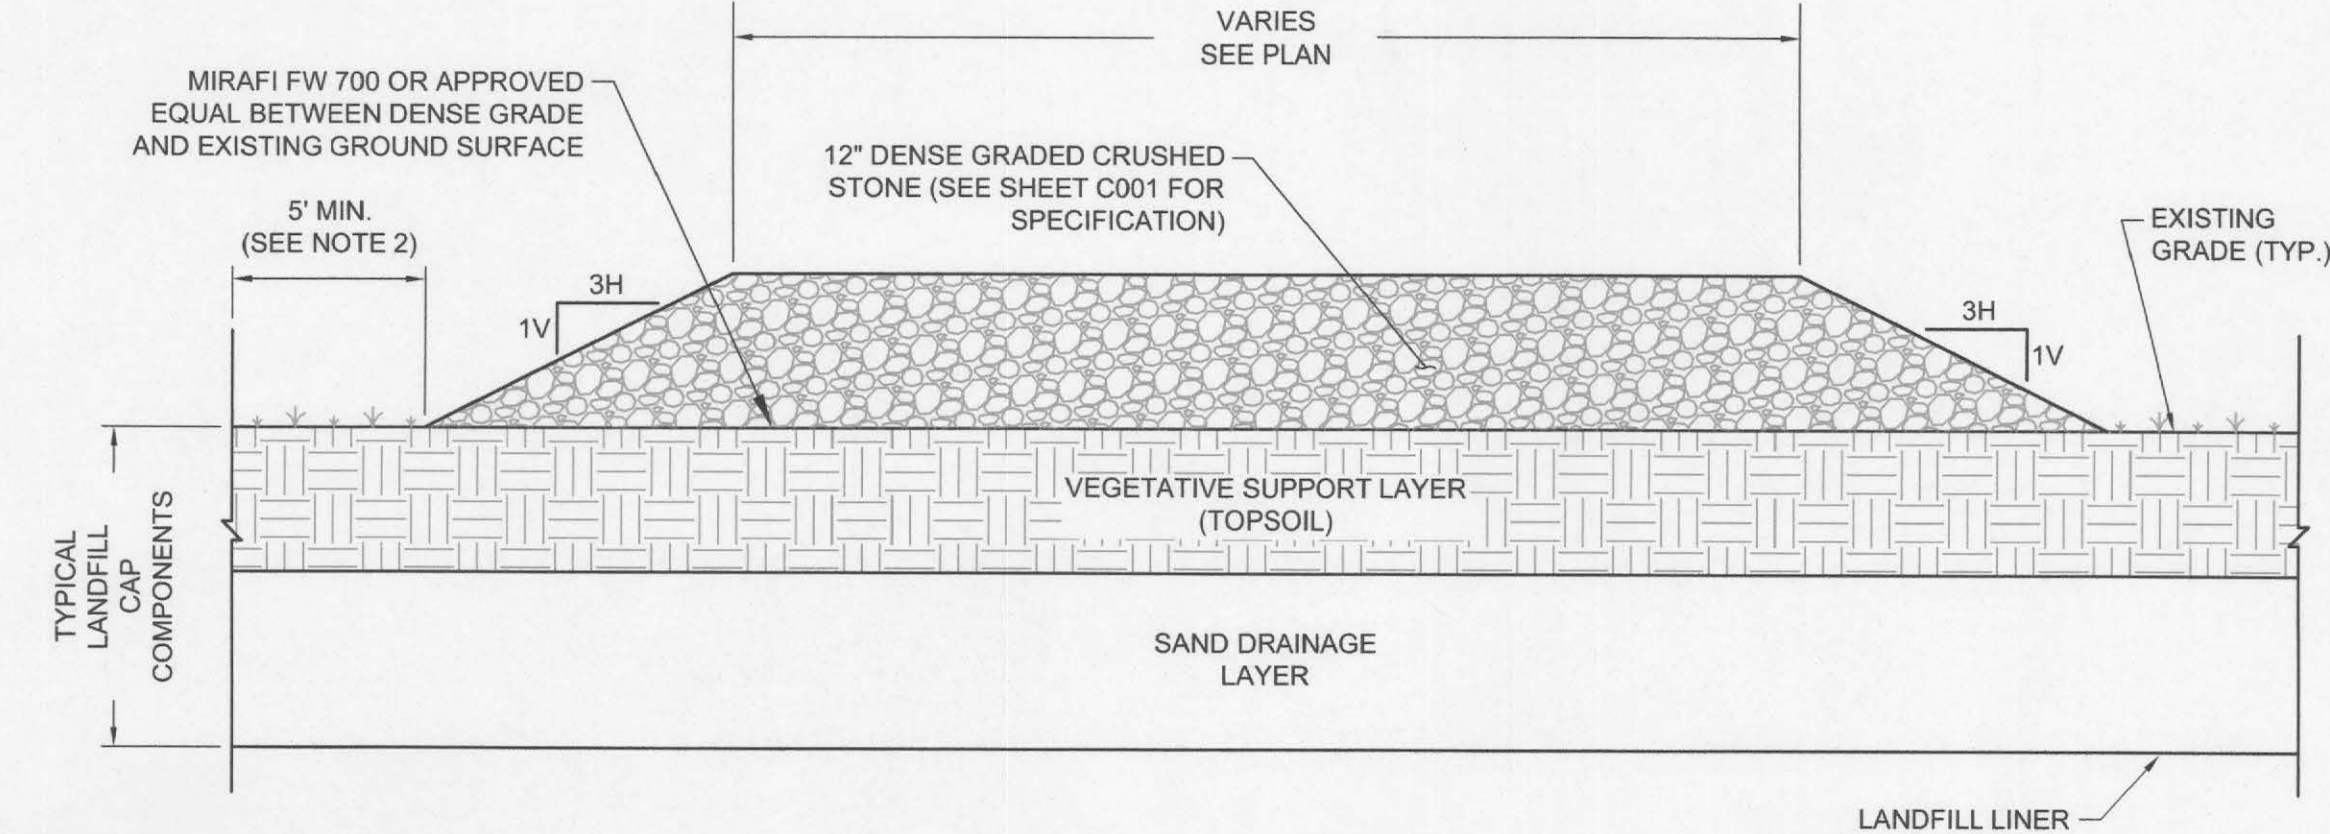 VARIES
SEE PLAN
MIRAFI FW 700 OR APPROVED
EQUAL BETWEEN DENSE GRADE
AND EXISTING GROUND SURFACE
12" DENSE GRADED CRUSHED
STONE (SEE SHEET C001 FOR
SPECIFICATION)
5' MIN.
(SEE NOTE 2)
EXISTING
GRADE (TYP.)
3H
1V
3H
1V
VEGETATIVE SUPPORT LAYER
(TOPSOIL)
TYPICAL
LANDFILL
CAP
COMPONENTS
SAND DRAINAGE
LAYER
LANDFILL LINER